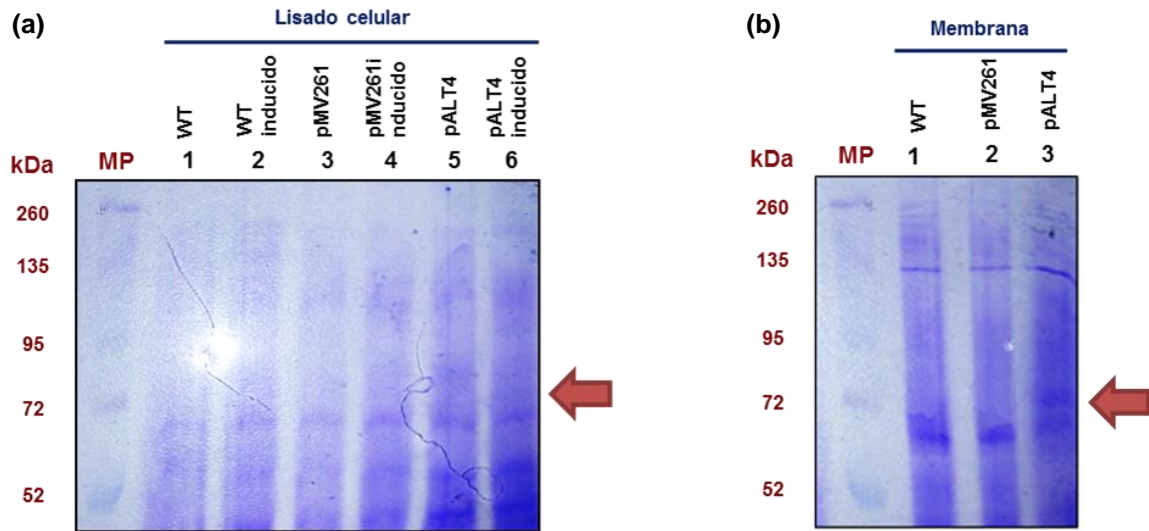 (a)
Lisado celular
WT
WT inducido
pMV261
pMV261i nducido
pALT4
pALT4 inducido
kDa MP 1 2 3 4 5 6
260
135
95
72
52
(b)
Membrana
WT
pMV261
pALT4
kDa MP 1 2 3
260
135
95
72
52